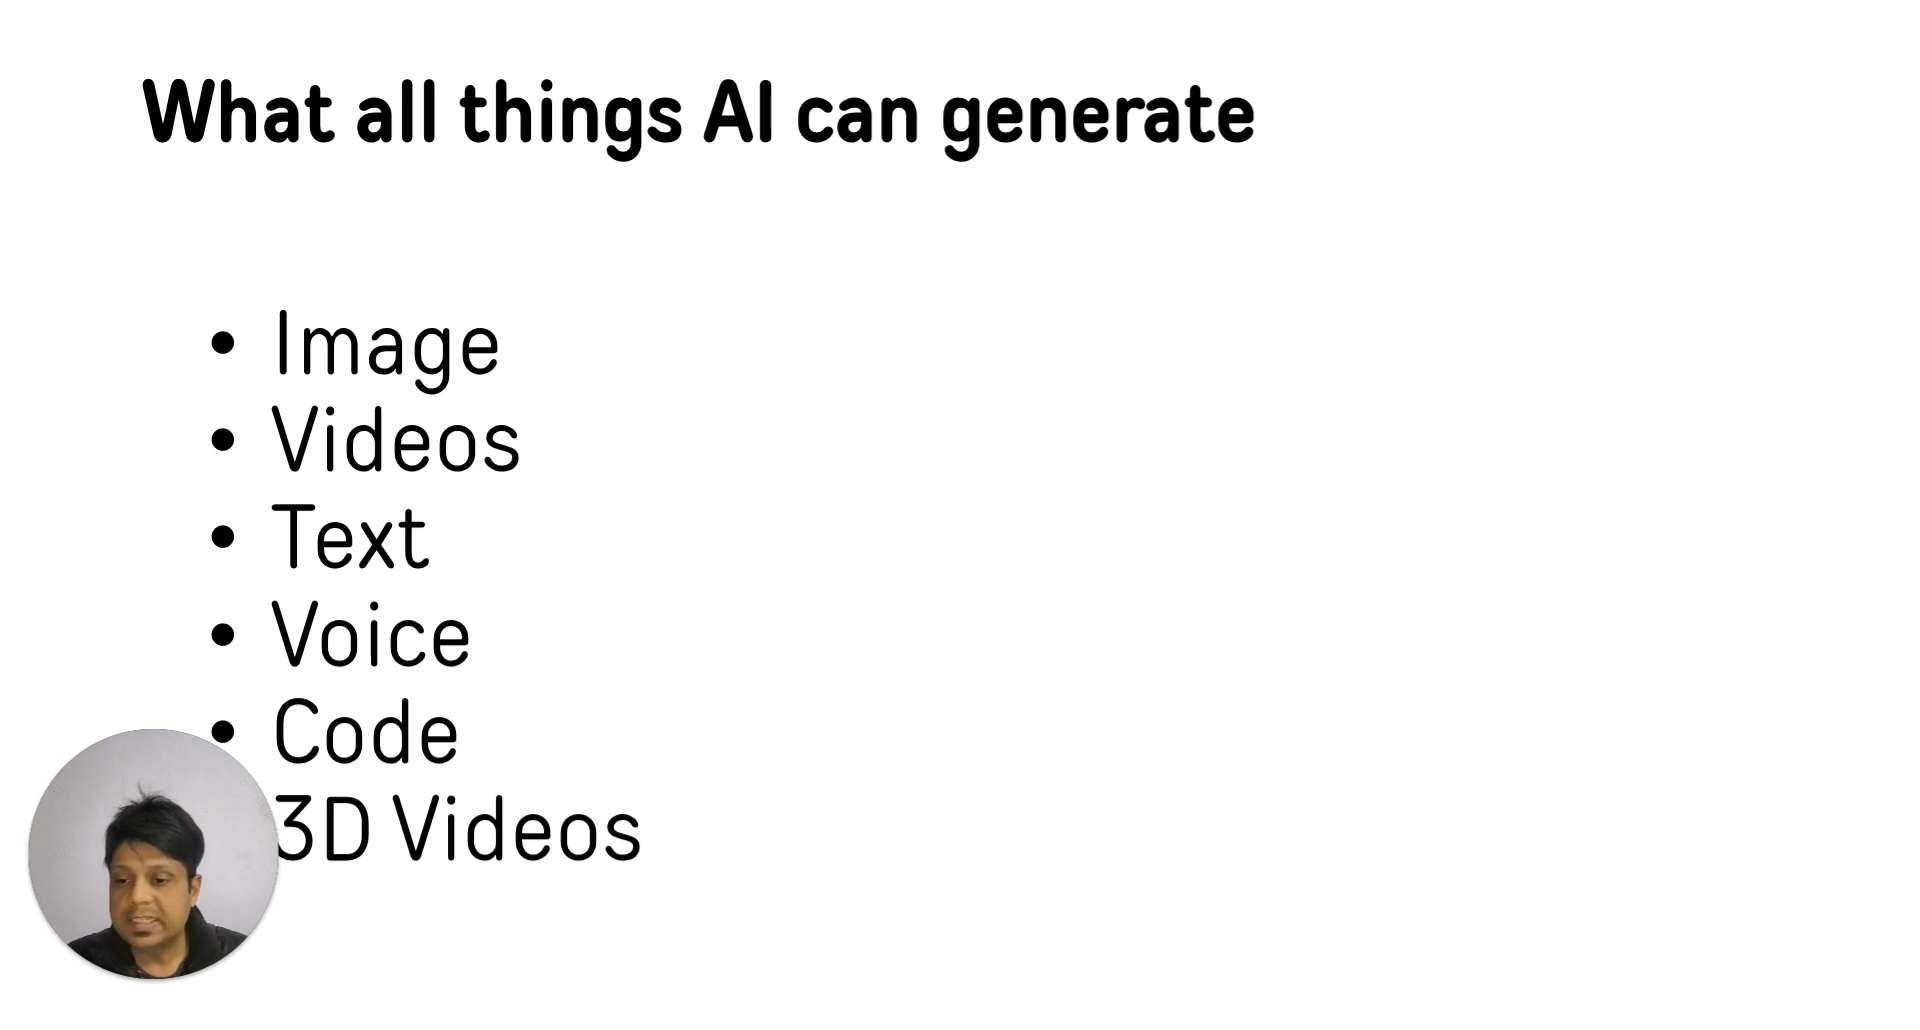 What all things AI can generate
• Image
• Videos
• Text
• Voice
• Code
3D Videos